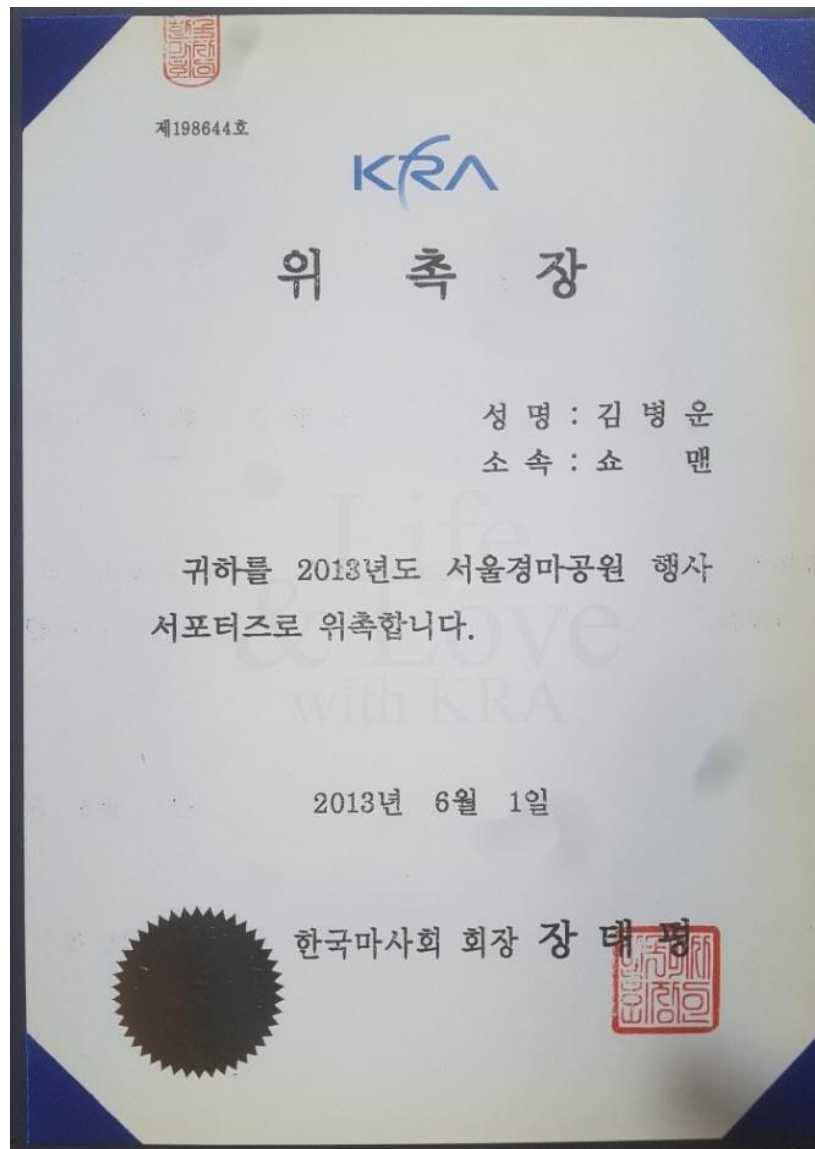 제198644호
KRA
위 촉 장
성 명 : 김 병 운
소 속 : 쇼 맨
귀하를 2013년도 서울경마공원 행사
서포터즈로 위촉합니다.
Life
& Love
with KRA
2013년 6월 1일
한국마사회 회장 장 태 평